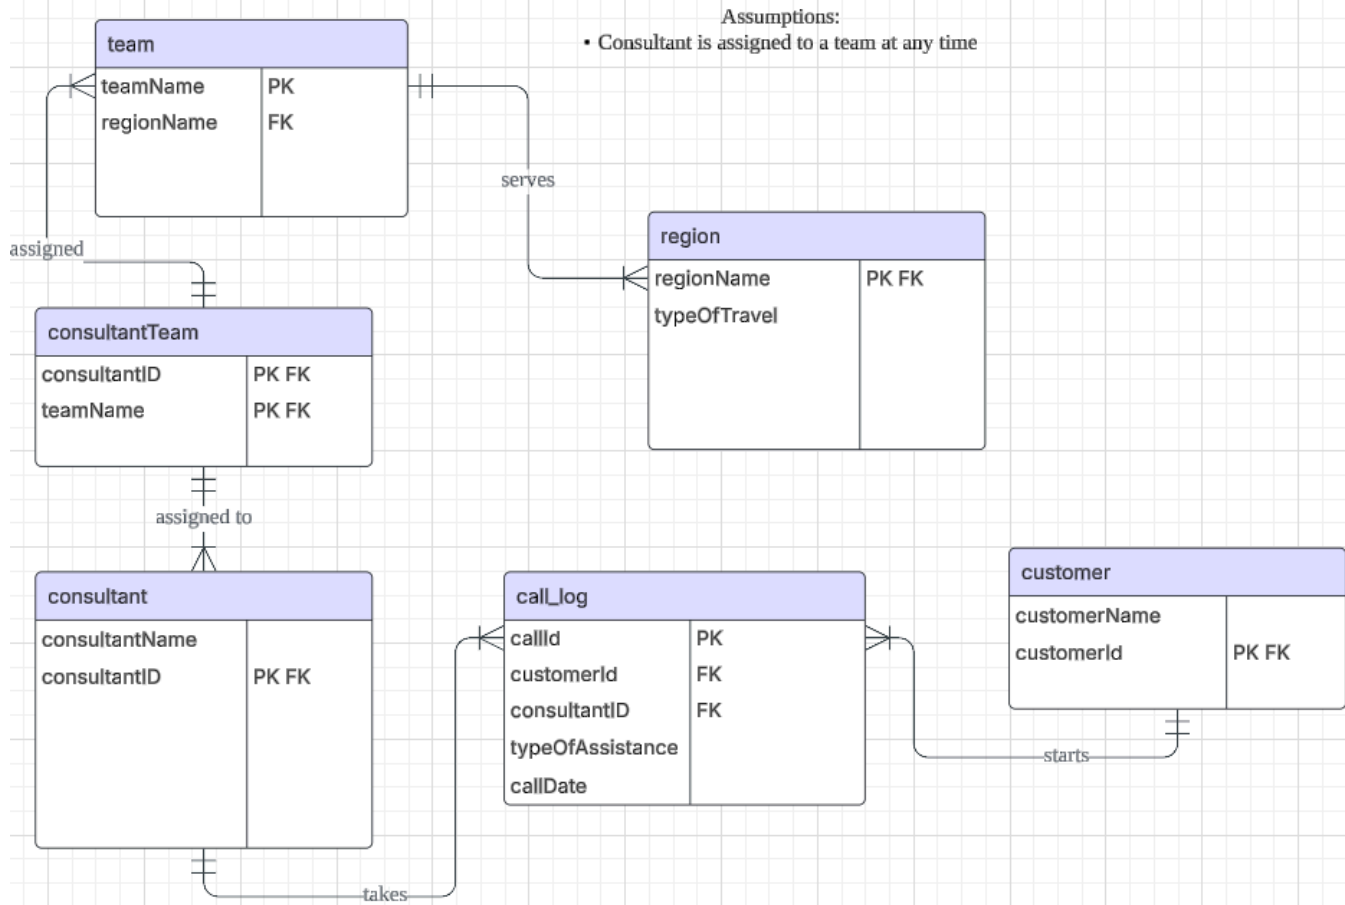 Assumptions:
• Consultant is assigned to a team at any time
team
teamName PK
regionName FK
serves
assigned
region
regionName PK FK
typeOfTravel
consultantTeam
consultantID PK FK
teamName PK FK
assigned to
consultant
consultantName
consultantID PK FK
call_log
callId PK
customerId FK
consultantID FK
typeOfAssistance
callDate
customer
customerName
customerId PK FK
starts
takes